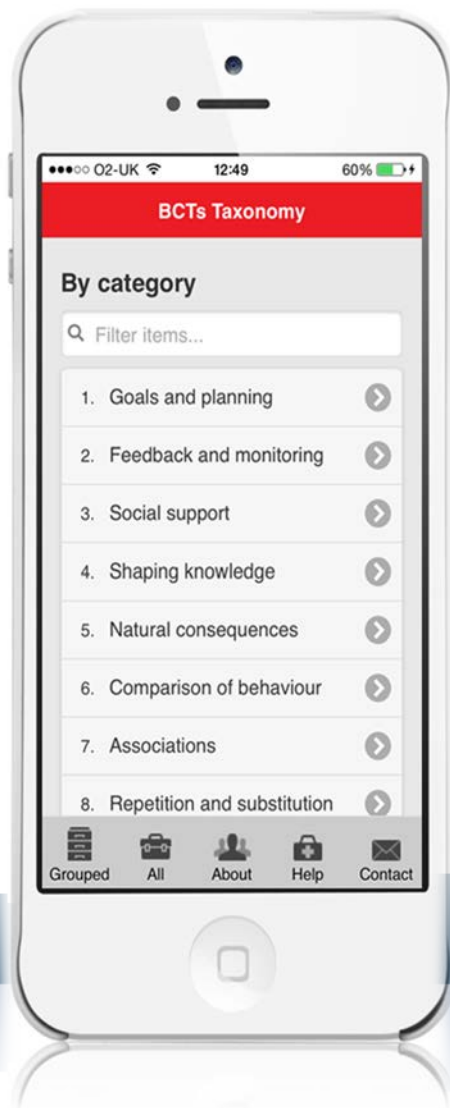 O2-UK 12:49 60%
BCTs Taxonomy
By category
Filter items...
1. Goals and planning
2. Feedback and monitoring
3. Social support
4. Shaping knowledge
5. Natural consequences
6. Comparison of behaviour
7. Associations
8. Repetition and substitution
Grouped All About Help Contact